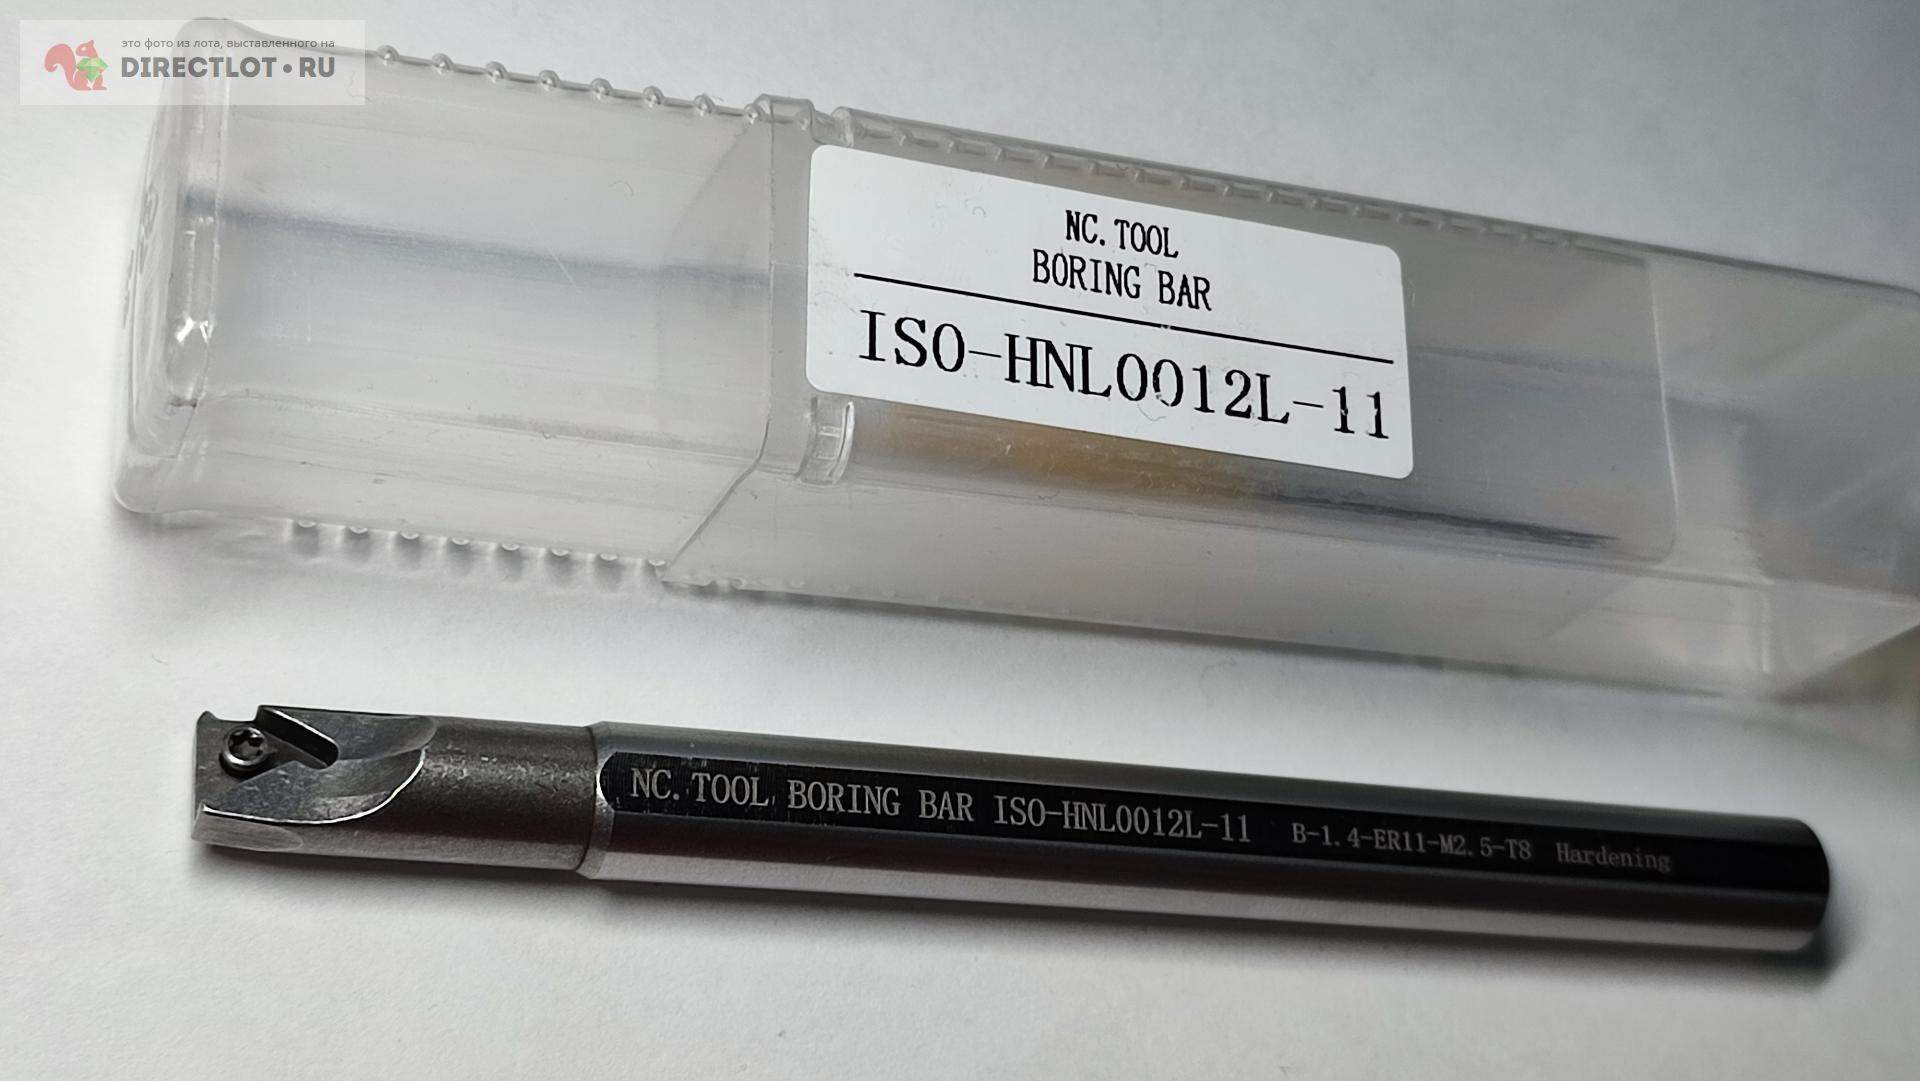 это фото из лота, выставленного на
DIRECTLOT•RU
NC. TOOL
BORING BAR
ISO-HNL0012L-11
NC. TOOL BORING BAR ISO-HNL0012L-11 B-1.4-ER11-M2.5-T8 Hardening